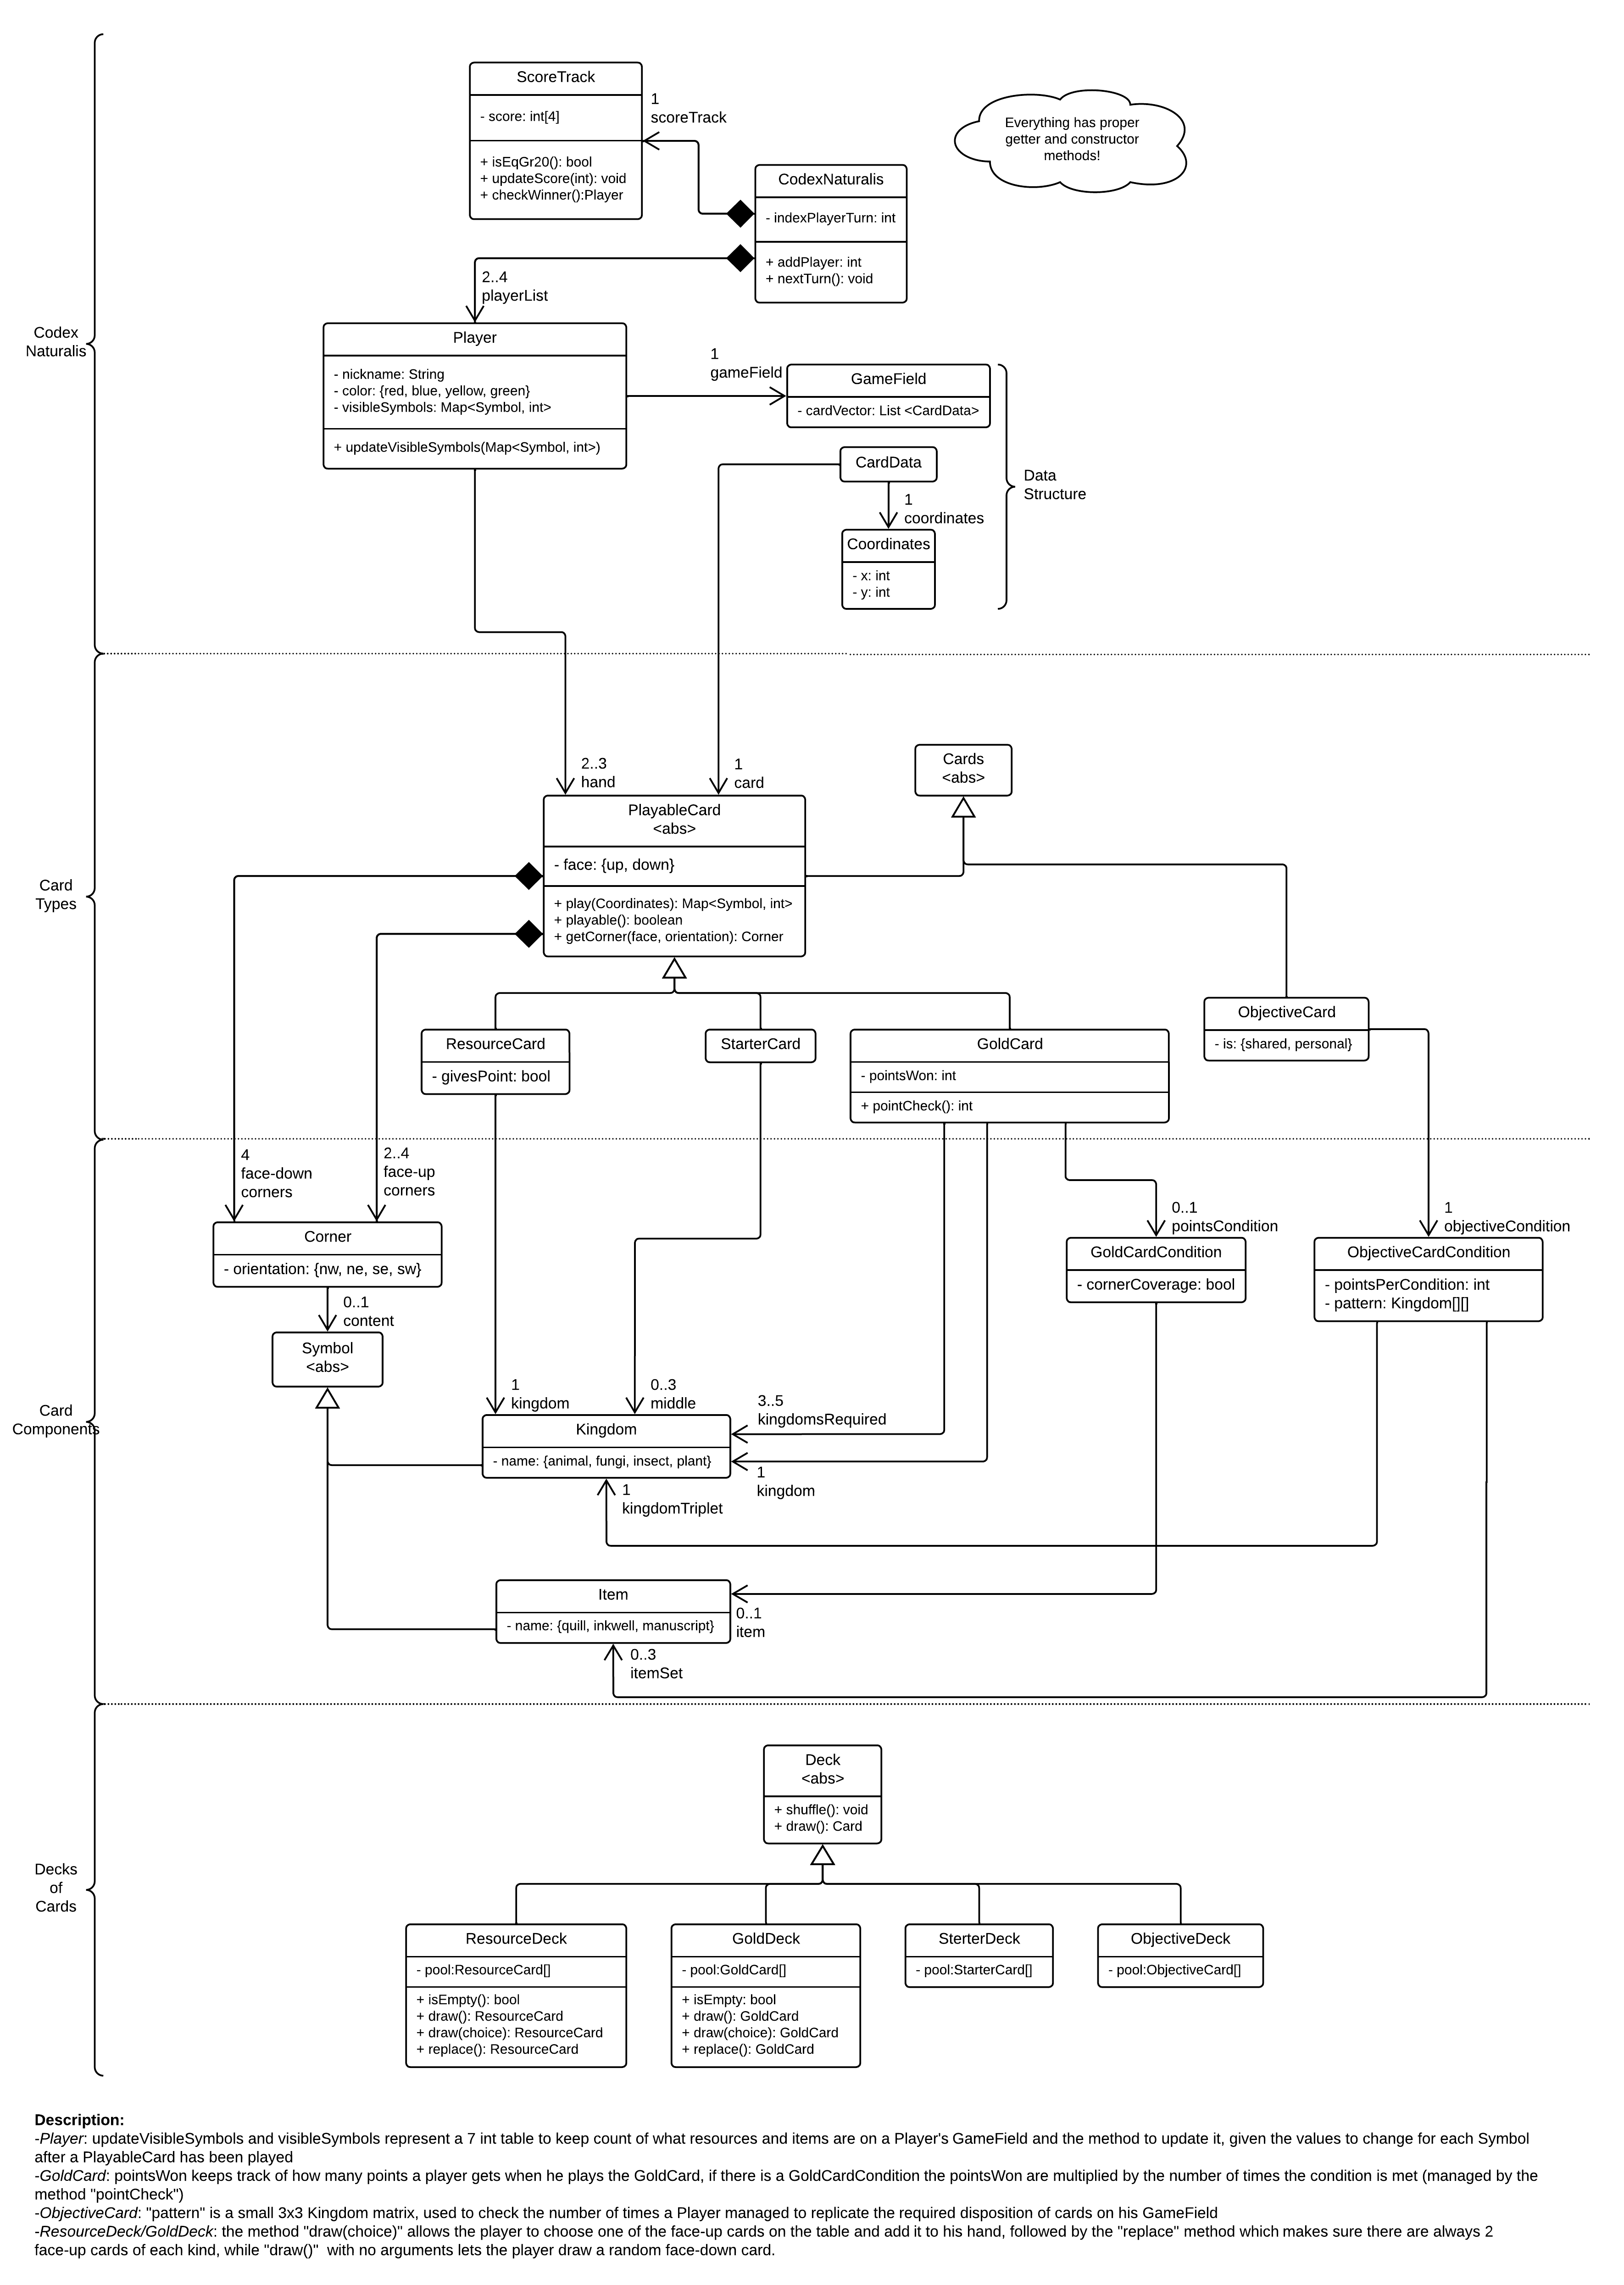 ScoreTrack
- score: int[4]
+ isEqGr20(): bool
+ updateScore(int): void
+ checkWinner():Player
1
scoreTrack
Everything has proper
getter and constructor
methods!
CodexNaturalis
- indexPlayerTurn: int
+ addPlayer: int
+ nextTurn(): void
2..4
playerList
Codex
Naturalis
Player
- nickname: String
- color: {red, blue, yellow, green}
- visibleSymbols: Map<Symbol, int>
+ updateVisibleSymbols(Map<Symbol, int>)
1
gameField
GameField
- cardVector: List <CardData>
CardData
1
coordinates
Coordinates
- x: int
- y: int
Data
Structure
2..3
hand
1
card
Cards
<abs>
Card
Types
PlayableCard
<abs>
- face: {up, down}
+ play(Coordinates): Map<Symbol, int>
+ playable(): boolean
+ getCorner(face, orientation): Corner
ResourceCard
- givesPoint: bool
StarterCard
GoldCard
- pointsWon: int
+ pointCheck(): int
ObjectiveCard
- is: {shared, personal}
4
face-down
corners
2..4
face-up
corners
0..1
pointsCondition
1
objectiveCondition
Corner
- orientation: {nw, ne, se, sw}
GoldCardCondition
- cornerCoverage: bool
ObjectiveCardCondition
- pointsPerCondition: int
- pattern: Kingdom[][]
0..1
content
Symbol
<abs>
Card
Components
1
kingdom
0..3
middle
3..5
kingdomsRequired
Kingdom
- name: {animal, fungi, insect, plant}
1
kingdom
1
kingdomTriplet
Item
- name: {quill, inkwell, manuscript}
0..1
item
0..3
itemSet
Decks
of
Cards
Deck
<abs>
+ shuffle(): void
+ draw(): Card
ResourceDeck
- pool:ResourceCard[]
+ isEmpty(): bool
+ draw(): ResourceCard
+ draw(choice): ResourceCard
+ replace(): ResourceCard
GoldDeck
- pool:GoldCard[]
+ isEmpty: bool
+ draw(): GoldCard
+ draw(choice): GoldCard
+ replace(): GoldCard
SterterDeck
- pool:StarterCard[]
ObjectiveDeck
- pool:ObjectiveCard[]
Description:
-Player: updateVisibleSymbols and visibleSymbols represent a 7 int table to keep count of what resources and items are on a Player's GameField and the method to update it, given the values to change for each Symbol
after a PlayableCard has been played
-GoldCard: pointsWon keeps track of how many points a player gets when he plays the GoldCard, if there is a GoldCardCondition the pointsWon are multiplied by the number of times the condition is met (managed by the
method "pointCheck")
-ObjectiveCard: "pattern" is a small 3x3 Kingdom matrix, used to check the number of times a Player managed to replicate the required disposition of cards on his GameField
-ResourceDeck/GoldDeck: the method "draw(choice)" allows the player to choose one of the face-up cards on the table and add it to his hand, followed by the "replace" method which makes sure there are always 2
face-up cards of each kind, while "draw()" with no arguments lets the player draw a random face-down card.